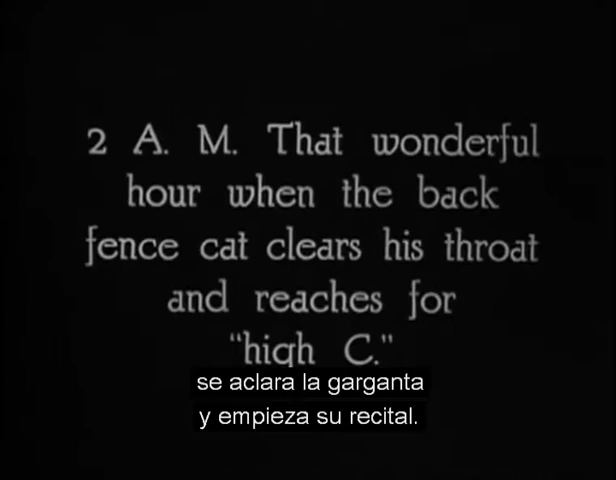 2 A. M. That wonderful
hour when the back
fence cat clears his throat
and reaches for
"high C."
se aclara la garganta
y empieza su recital.